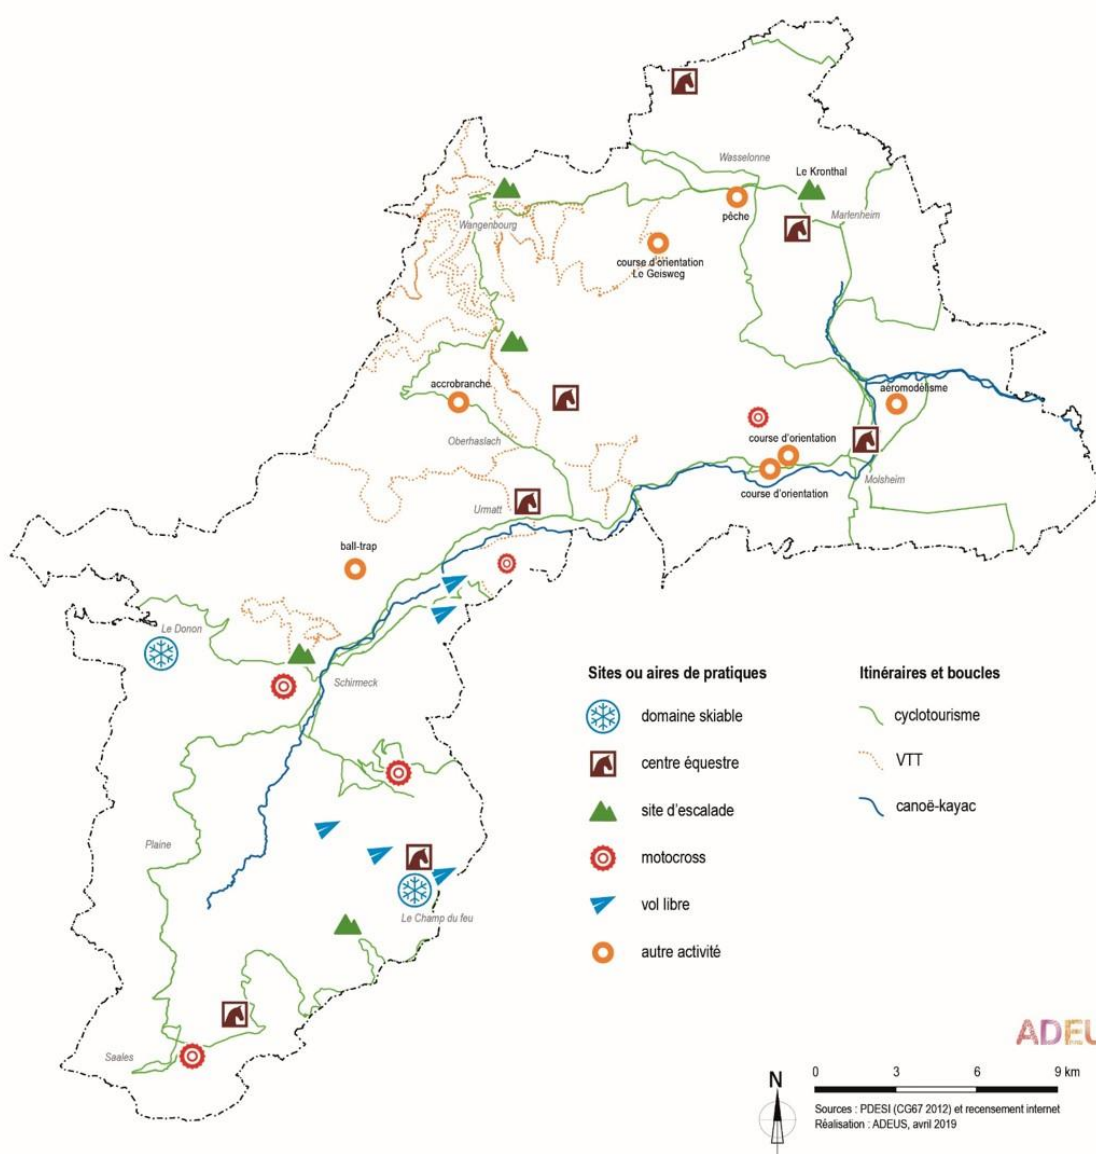 Wasselonne
Le Kronthal
Marlenheim
pêche
Wangenbourg
course d'orientation
Le Geisweg
accrobranche
aéromodélisme
Oberhaslach
course d'orientation
course d'orientation
Molsheim
Urmatt
ball-trap
Le Donon
Schirmeck
Plaine
Le Champ du feu
Saales
Sites ou aires de pratiques
domaine skiable
centre équestre
site d'escalade
motocross
vol libre
autre activité
Itinéraires et boucles
cyclotourisme
VTT
canoë-kayac
ADEU
N
0 3 6 9 km
Sources : PDESI (CG67 2012) et recensement internet
Réalisation : ADEUS, avril 2019